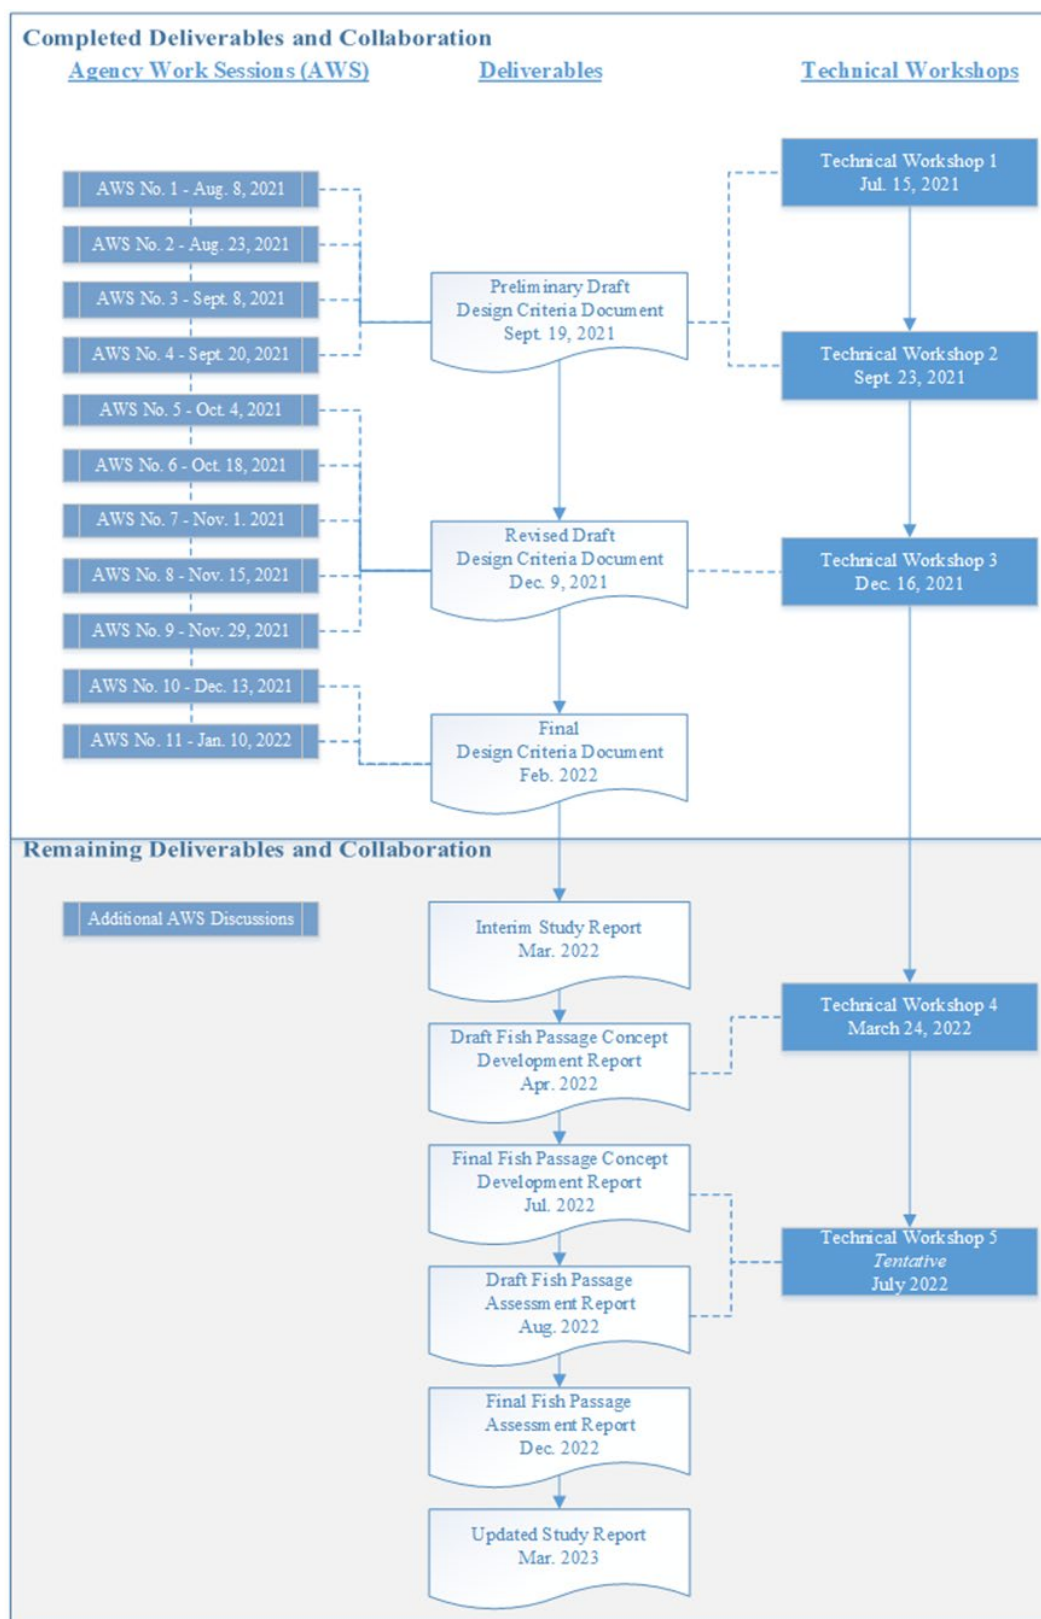 Completed Deliverables and Collaboration
Agency Work Sessions (AWS)
Deliverables
Technical Workshops
AWS No. 1 - Aug. 8, 2021
AWS No. 2 - Aug. 23, 2021
AWS No. 3 - Sept. 8, 2021
AWS No. 4 - Sept. 20, 2021
AWS No. 5 - Oct. 4, 2021
AWS No. 6 - Oct. 18, 2021
AWS No. 7 - Nov. 1. 2021
AWS No. 8 - Nov. 15, 2021
AWS No. 9 - Nov. 29, 2021
AWS No. 10 - Dec. 13, 2021
AWS No. 11 - Jan. 10, 2022
Preliminary Draft
Design Criteria Document
Sept. 19, 2021
Revised Draft
Design Criteria Document
Dec. 9, 2021
Final
Design Criteria Document
Feb. 2022
Technical Workshop 1
Jul. 15, 2021
Technical Workshop 2
Sept. 23, 2021
Technical Workshop 3
Dec. 16, 2021
Remaining Deliverables and Collaboration
Additional AWS Discussions
Interim Study Report
Mar. 2022
Draft Fish Passage Concept
Development Report
Apr. 2022
Final Fish Passage Concept
Development Report
Jul. 2022
Draft Fish Passage
Assessment Report
Aug. 2022
Final Fish Passage
Assessment Report
Dec. 2022
Updated Study Report
Mar. 2023
Technical Workshop 4
March 24, 2022
Technical Workshop 5
Tentative
July 2022